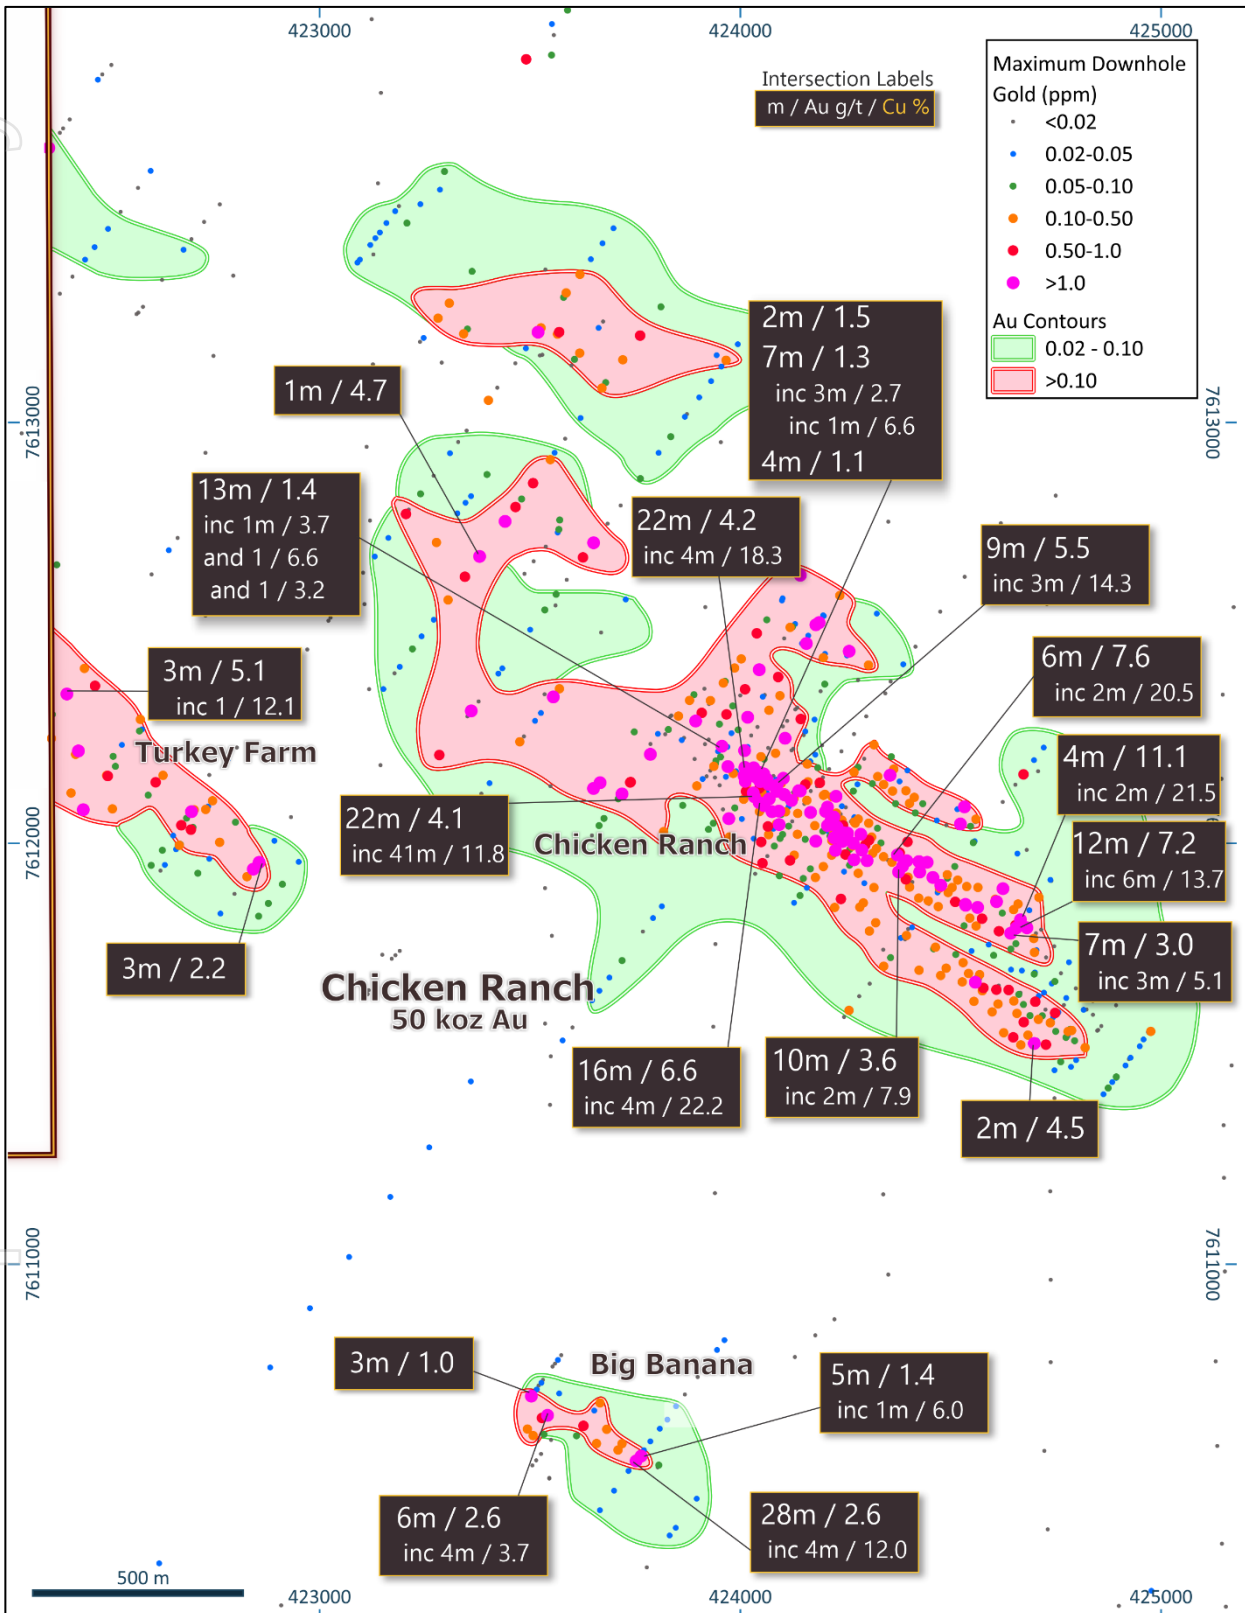 423000
424000
425000
Intersection Labels
m / Au g/t / Cu %
Maximum Downhole
Gold (ppm)
<0.02
0.02-0.05
0.05-0.10
0.10-0.50
0.50-1.0
>1.0
Au Contours
0.02 - 0.10
>0.10
2m / 1.5
7m / 1.3
inc 3m / 2.7
inc 1m / 6.6
4m / 1.1
1m / 4.7
7613000
7613000
13m / 1.4
inc 1m / 3.7
and 1 / 6.6
and 1 / 3.2
22m / 4.2
inc 4m / 18.3
9m / 5.5
inc 3m / 14.3
6m / 7.6
inc 2m / 20.5
3m / 5.1
inc 1 / 12.1
Turkey Farm
4m / 11.1
inc 2m / 21.5
7612000
22m / 4.1
inc 41m / 11.8
Chicken Ranch
12m / 7.2
inc 6m / 13.7
3m / 2.2
7m / 3.0
inc 3m / 5.1
Chicken Ranch
50 koz Au
16m / 6.6
inc 4m / 22.2
10m / 3.6
inc 2m / 7.9
2m / 4.5
7611000
7611000
3m / 1.0
Big Banana
5m / 1.4
inc 1m / 6.0
6m / 2.6
inc 4m / 3.7
28m / 2.6
inc 4m / 12.0
500 m
423000
424000
425000